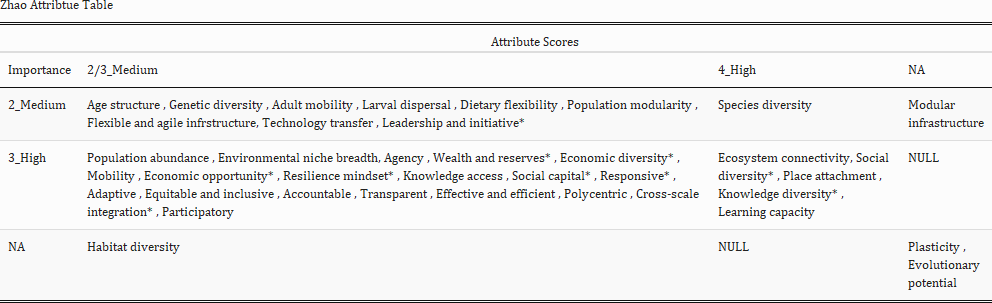 Zhao Attribtue Table
Attribute Scores
Importance 2/3_Medium 4_High NA
2_Medium Age structure , Genetic diversity , Adult mobility , Larval dispersal , Dietary flexibility , Population modularity , Species diversity Modular
Flexible and agile infrstructure, Technology transfer , Leadership and initiative* infrastructure
3_High Population abundance , Environmental niche breadth, Agency , Wealth and reserves* , Economic diversity* , Ecosystem connectivity, Social NULL
Mobility , Economic opportunity* , Resilience mindset* , Knowledge access , Social capital* , Responsive* , diversity* , Place attachment ,
Adaptive , Equitable and inclusive , Accountable , Transparent , Effective and efficient , Polycentric , Cross-scale Knowledge diversity* ,
integration* , Participatory Learning capacity
NA Habitat diversity NULL Plasticity ,
Evolutionary
potential